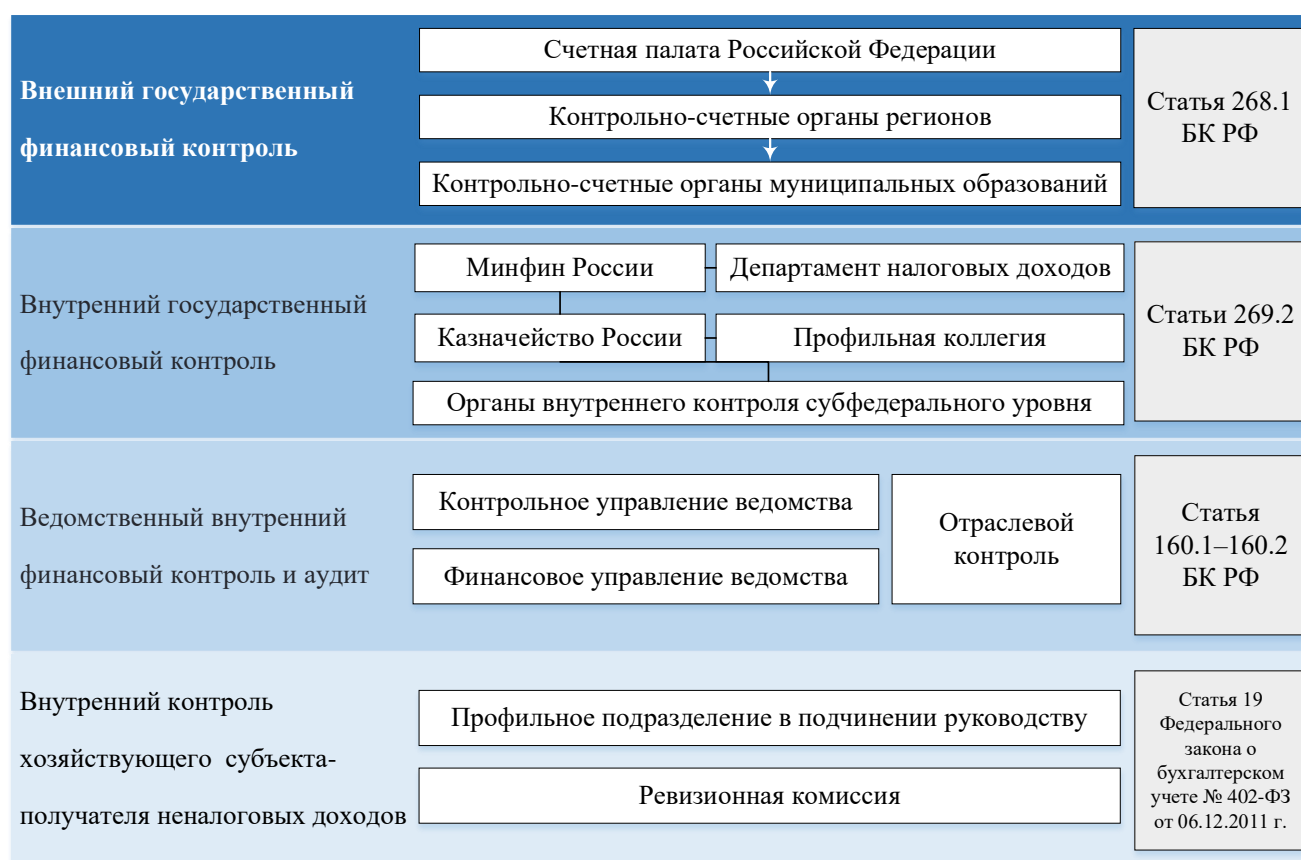 Внешний государственный
финансовый контроль
Счетная палата Российской Федерации
Контрольно-счетные органы регионов
Контрольно-счетные органы муниципальных образований
Статья 268.1
БК РФ
Внутренний государственный
финансовый контроль
Минфин России
Департамент налоговых доходов
Казначейство России
Профильная коллегия
Органы внутреннего контроля субфедерального уровня
Статьи 269.2
БК РФ
Ведомственный внутренний
финансовый контроль и аудит
Контрольное управление ведомства
Финансовое управление ведомства
Отраслевой
контроль
Статья
160.1–160.2
БК РФ
Внутренний контроль
хозяйствующего субъекта-
получателя неналоговых доходов
Профильное подразделение в подчинении руководству
Ревизионная комиссия
Статья 19
Федерального
закона о
бухгалтерском
учете № 402-ФЗ
от 06.12.2011 г.